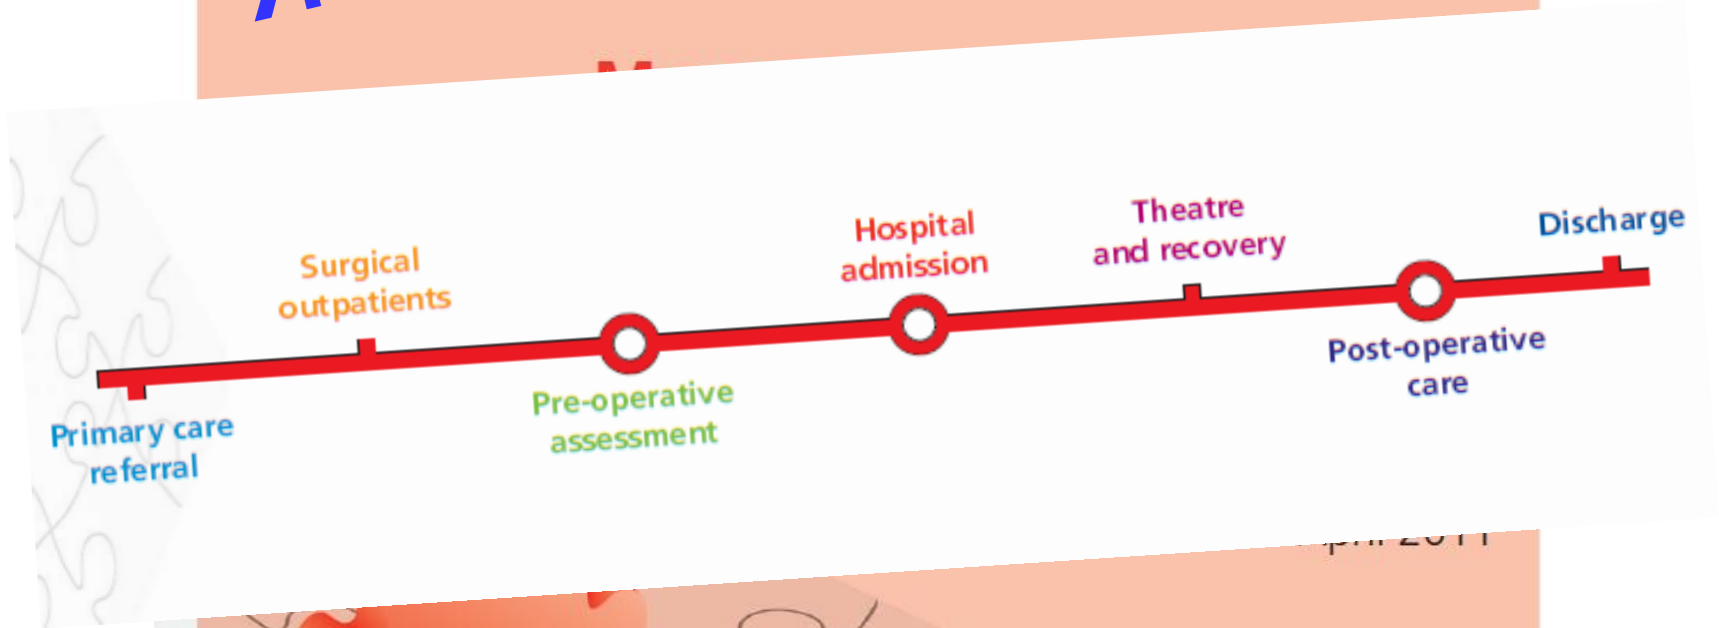 Surgical
outpatients
Hospital
admission
Theatre
and recovery
Discharge
Primary care
referral
Pre-operative
assessment
Post-operative
care